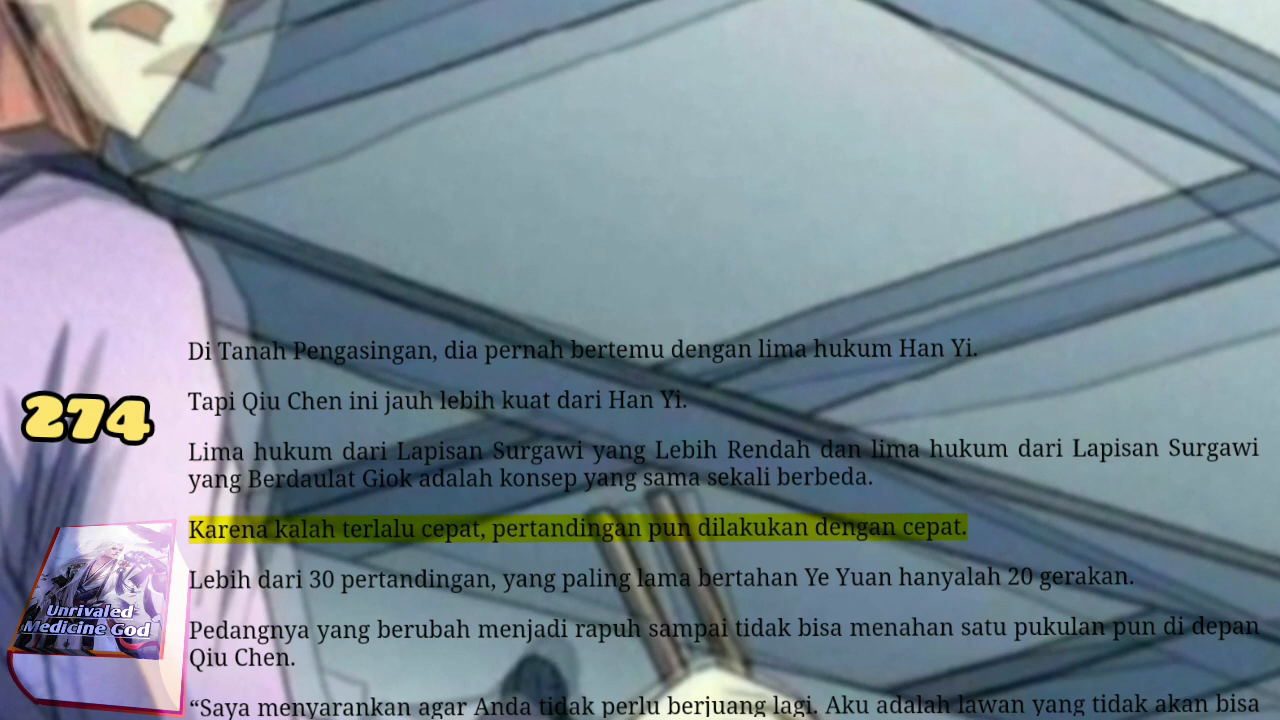 Di Tanah Pengasingan, dia pernah bertemu dengan lima hukum Han Yi.
Tapi Qiu Chen ini jauh lebih kuat dari Han Yi.
274
Lima hukum dari Lapisan Surgawi yang Lebih Rendah dan lima hukum dari Lapisan Surgawi
yang Berdaulat Giok adalah konsep yang sama sekali berbeda.
Karena kalah terlalu cepat, pertandingan pun dilakukan dengan cepat.
Lebih dari 30 pertandingan, yang paling lama bertahan Ye Yuan hanyalah 20 gerakan.
Unrivaled
Medicine God
Pedangnya yang berubah menjadi rapuh sampai tidak bisa menahan satu pukulan pun di depan
Qiu Chen.
“Saya menyarankan agar Anda tidak perlu berjuang lagi. Aku adalah lawan yang tidak akan bisa